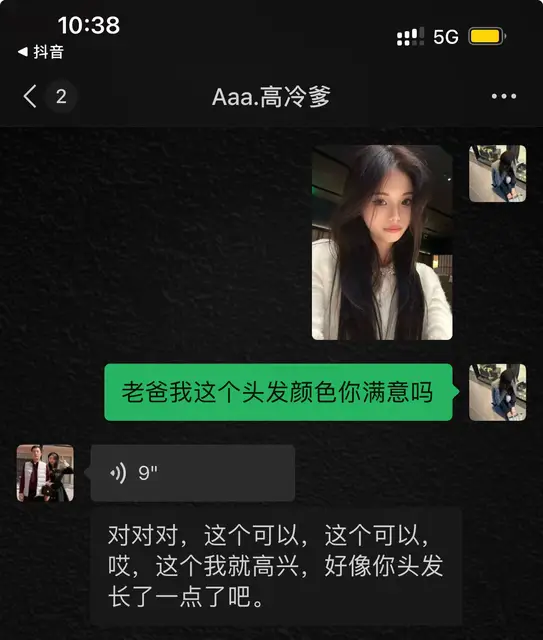 10:38
5G
抖音
2
Aaa.高冷爹
老爸我这个头发颜色你满意吗
9"
对对对，这个可以，这个可以，
哎，这个我就高兴，好像你头发
长了一点了吧。